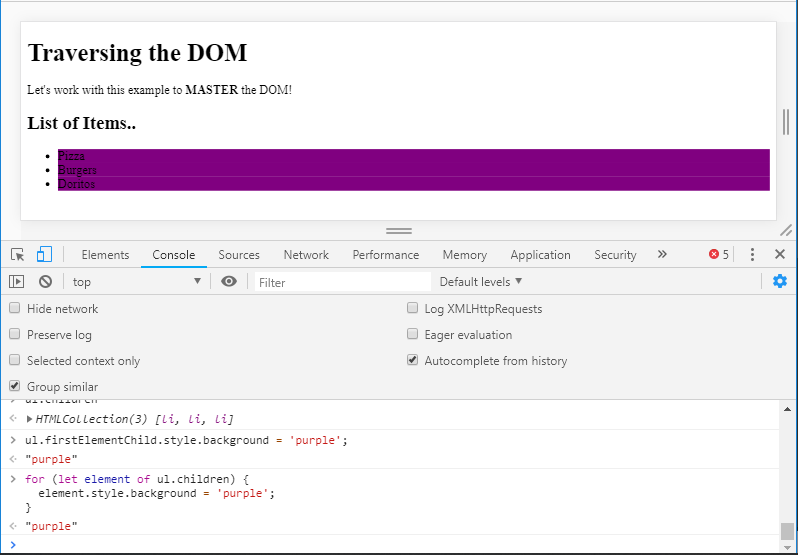 Traversing the DOM
Let's work with this example to MASTER the DOM!
List of Items..
Pizza
Burgers
Doritos
Elements Console Sources Network Performance Memory Application Security » 5
top Filter Default levels
Hide network Log XMLHttpRequests
Preserve log Eager evaluation
Selected context only Autocomplete from history
Group similar
ul.children
HTMLCollection(3) [li, li, li]
ul.firstElementChild.style.background = 'purple';
"purple"
for (let element of ul.children) {
element.style.background = 'purple';
}
"purple"